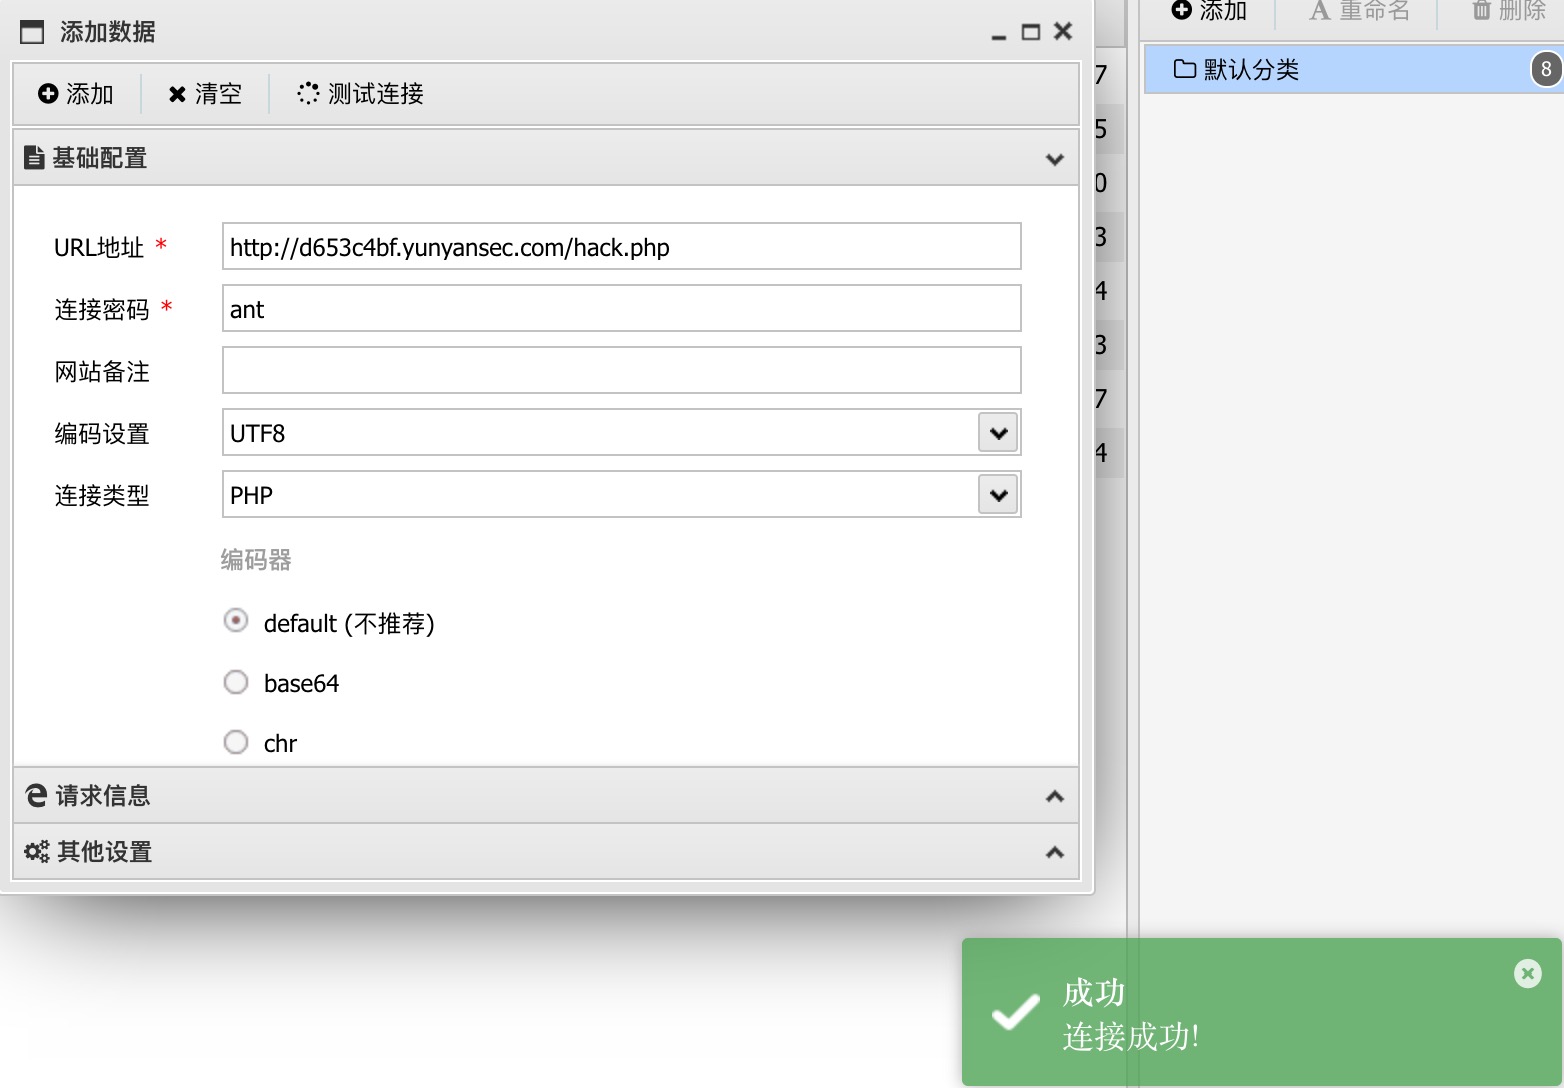 添加数据
添加 清空 测试连接
基础配置
URL地址 * http://d653c4bf.yunyansec.com/hack.php
连接密码 * ant
网站备注
编码设置 UTF8
连接类型 PHP
编码器
default (不推荐)
base64
chr
请求信息
其他设置
7
5
0
3
4
3
7
4
添加 重命名 删除
默认分类 8
成功
连接成功!